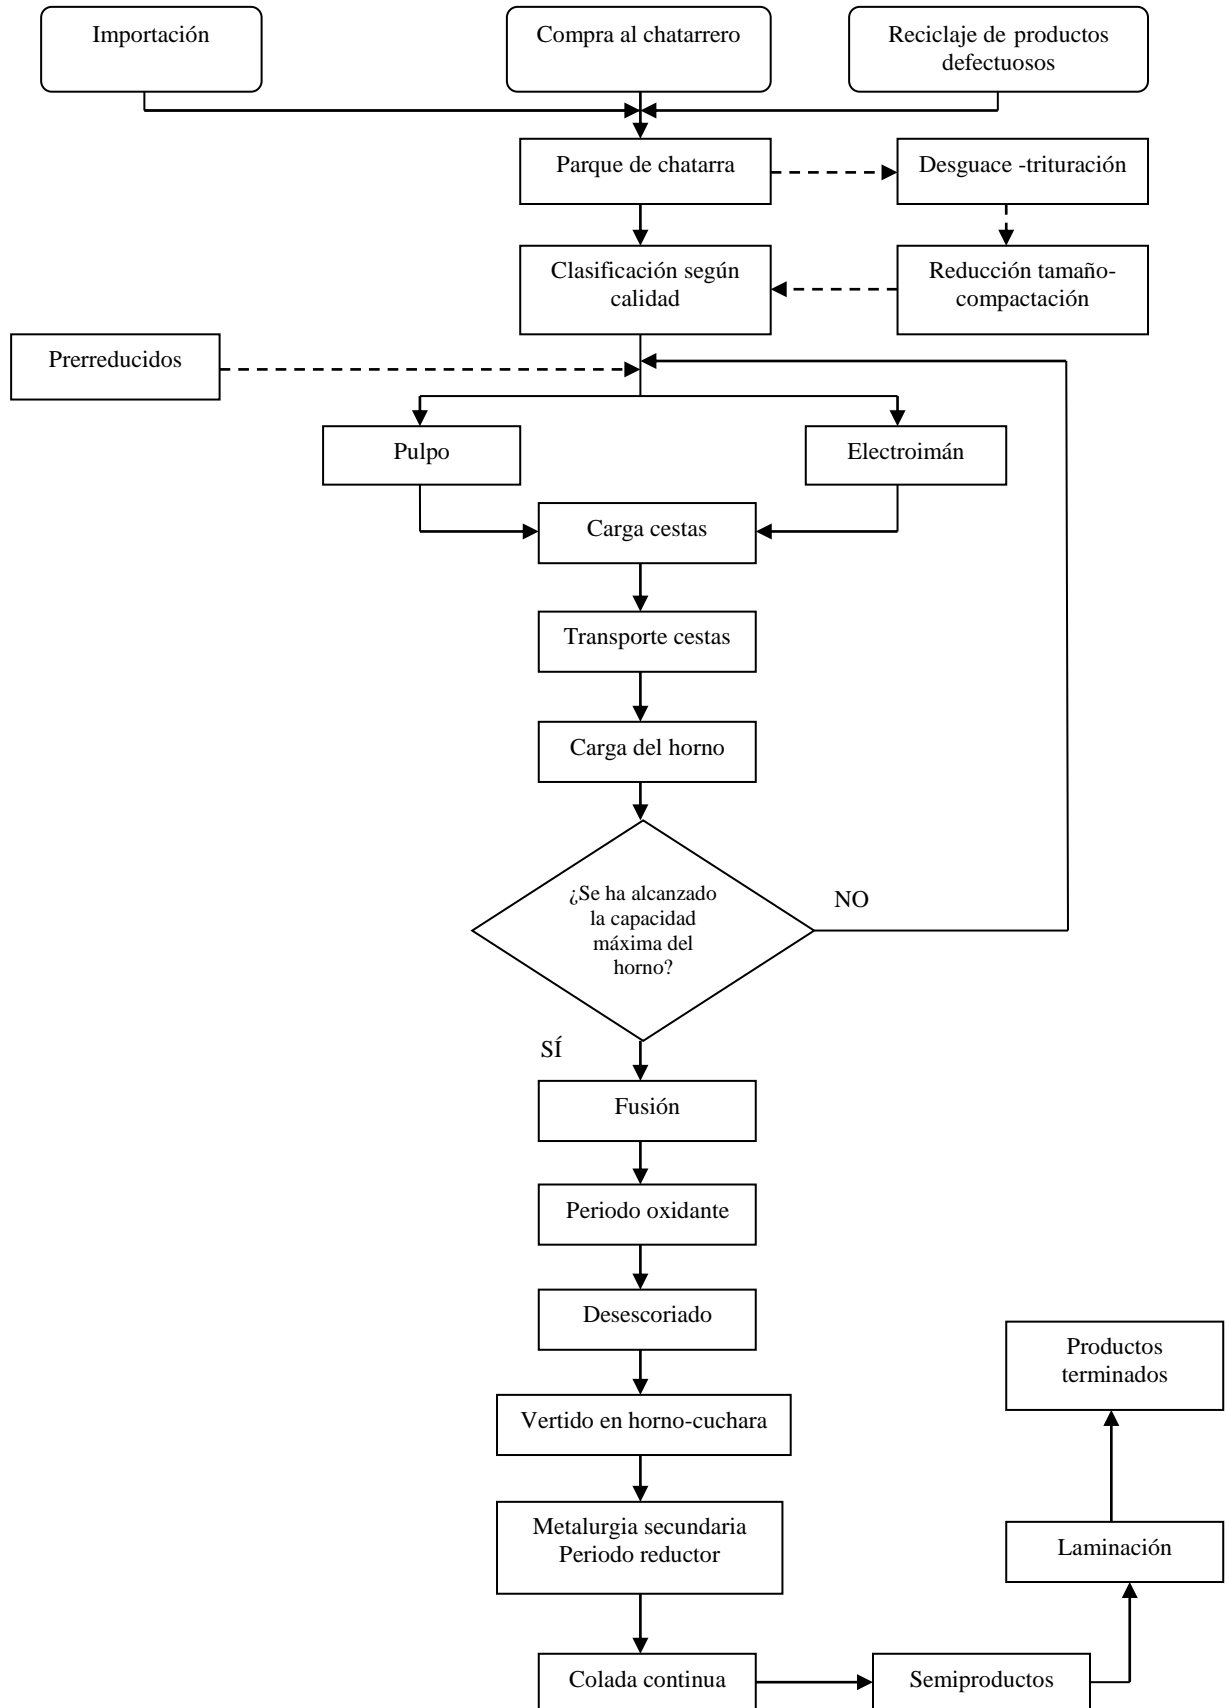 Importación
Compra al chatarrero
Reciclaje de productos
defectuosos
Parque de chatarra
Desguace -trituración
Clasificación según
calidad
Reducción tamaño-
compactación
Prerreducidos
Pulpo
Electroimán
Carga cestas
Transporte cestas
Carga del horno
¿Se ha alcanzado
la capacidad
máxima del
horno?
NO
SÍ
Fusión
Periodo oxidante
Desescoriado
Productos
terminados
Vertido en horno-cuchara
Metalurgia secundaria
Periodo reductor
Laminación
Colada continua
Semiproductos